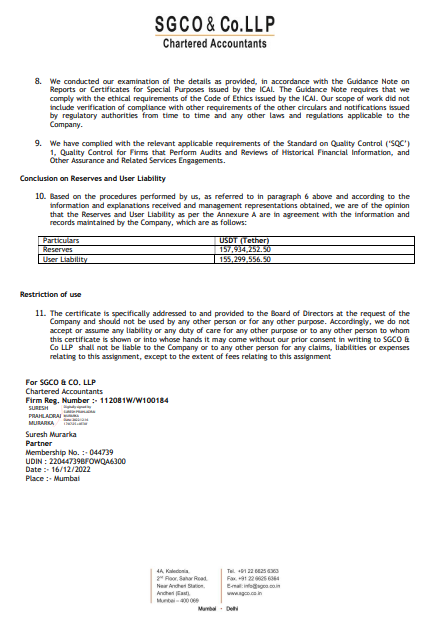 SGCO & Co.LLP
Chartered Accountants
8. We conducted our examination of the details as provided, in accordance with the Guidance Note on
Reports or Certificates for Special Purposes issued by the ICAI. The Guidance Note requires that we
comply with the ethical requirements of the Code of Ethics issued by the ICAI. Our scope of work did not
include verification of compliance with other requirements of the other circulars and notifications issued
by regulatory authorities from time to time and any other laws and regulations applicable to the
Company.
9. We have complied with the relevant applicable requirements of the Standard on Quality Control ('SQC')
1, Quality Control for Firms that Perform Audits and Reviews of Historical Financial Information, and
Other Assurance and Related Services Engagements.
Conclusion on Reserves and User Liability
10. Based on the procedures performed by us, as referred to in paragraph 6 above and according to the
information and explanations received and management representations obtained, we are of the opinion
that the Reserves and User Liability as per the Annexure A are in agreement with the information and
records maintained by the Company, which are as follows:
Particulars USDT (Tether)
Reserves 157,934,252.50
User Liability 155,299,556.50
Restriction of use
11. The certificate is specifically addressed to and provided to the Board of Directors at the request of the
Company and should not be used by any other person or for any other purpose. Accordingly, we do not
accept or assume any liability or any duty of care for any other purpose or to any other person to whom
this certificate is shown or into whose hands it may come without our prior consent in writing to SGCO &
Co LLP shall not be liable to the Company or to any other person for any claims, liabilities or expenses
relating to this assignment, except to the extent of fees relating to this assignment
For SGCO & CO. LLP
Chartered Accountants
Firm Reg. Number :- 112081W/W100184
SURESH
PRAHLADRAI
MURARKA
Digitally signed by
SURESH PRAHLADRAI
MURARKA
Suresh Murarka
Partner
Membership No. :- 044739
UDIN : 22044739BFOWQA6300
Date :- 16/12/2022
Place :- Mumbai
4A, Kaledonia,
2nd Floor, Sahar Road,
Near Andheri Station,
Andheri (East),
Mumbai – 400 069
Tel. +91 22 6625 6363
Fax. +91 22 6625 6364
E-mail: info@sgco.co.in
www.sgco.co.in
Mumbai - Delhi